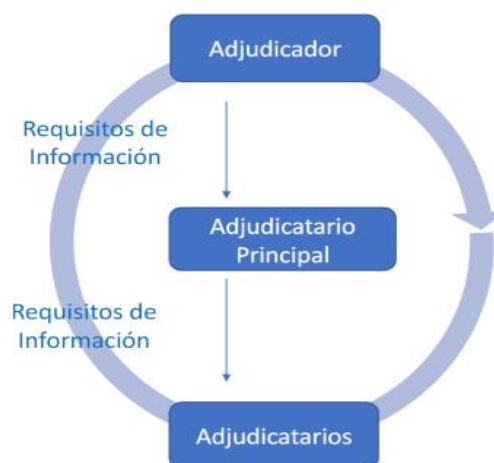 Adjudicador
Requisitos de
Información
Adjudicatario
Principal
Requisitos de
Información
Adjudicatarios